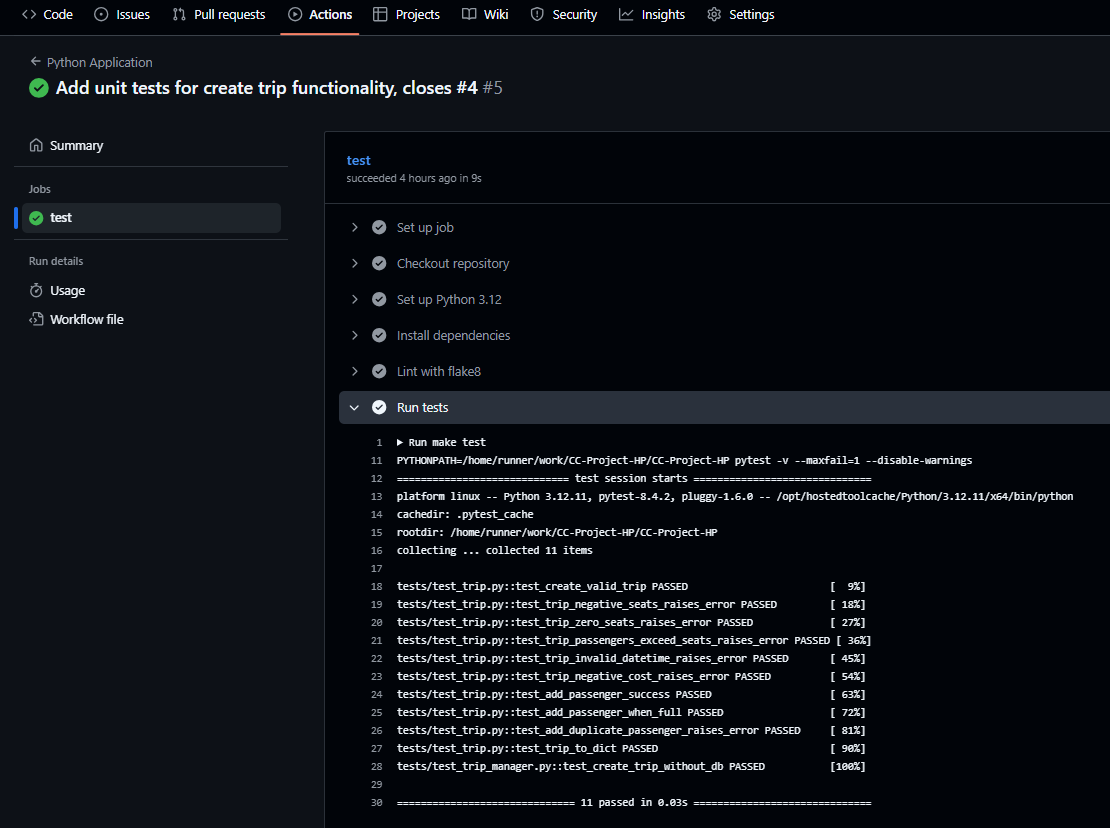 Code Issues Pull requests Actions Projects Wiki Security Insights Settings
Python Application
Add unit tests for create trip functionality, closes #4 #5
Summary
Jobs
test
Run details
Usage
Workflow file
test
succeeded 4 hours ago in 9s
Set up job
Checkout repository
Set up Python 3.12
Install dependencies
Lint with flake8
Run tests
1 Run make test
11 PYTHONPATH=/home/runner/work/CC-Project-HP/CC-Project-HP pytest -v --maxfail=1 --disable-warnings
12 ============================= test session starts ==============================
13 platform linux -- Python 3.12.11, pytest-8.4.2, pluggy-1.6.0 -- /opt/hostedtoolcache/Python/3.12.11/x64/bin/python
14 cachedir: .pytest_cache
15 rootdir: /home/runner/work/CC-Project-HP/CC-Project-HP
16 collecting ... collected 11 items
17
18 tests/test_trip.py::test_create_valid_trip PASSED [  9%]
19 tests/test_trip.py::test_trip_negative_seats_raises_error PASSED [ 18%]
20 tests/test_trip.py::test_trip_zero_seats_raises_error PASSED [ 27%]
21 tests/test_trip.py::test_trip_passengers_exceed_seats_raises_error PASSED [ 36%]
22 tests/test_trip.py::test_trip_invalid_datetime_raises_error PASSED [ 45%]
23 tests/test_trip.py::test_trip_negative_cost_raises_error PASSED [ 54%]
24 tests/test_trip.py::test_add_passenger_success PASSED [ 63%]
25 tests/test_trip.py::test_add_passenger_when_full PASSED [ 72%]
26 tests/test_trip.py::test_add_duplicate_passenger_raises_error PASSED [ 81%]
27 tests/test_trip.py::test_trip_to_dict PASSED [ 90%]
28 tests/test_trip_manager.py::test_create_trip_without_db PASSED [100%]
29
30 ============================== 11 passed in 0.03s ==============================